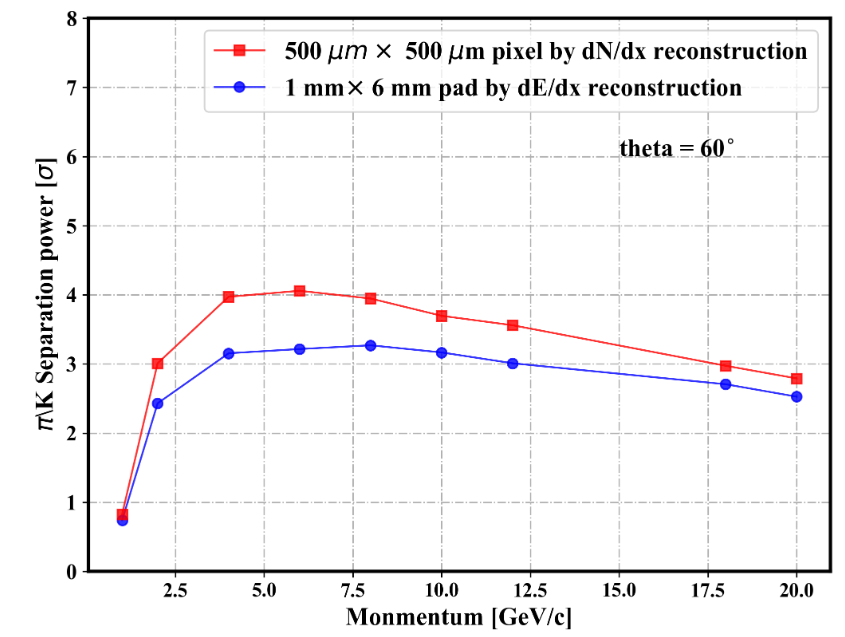 500 μm × 500 μm pixel by dN/dx reconstruction
1 mm× 6 mm pad by dE/dx reconstruction
theta = 60°
π\K Separation power [σ]
8
7
6
5
4
3
2
1
0
2.5 5.0 7.5 10.0 12.5 15.0 17.5 20.0
Monmentum [GeV/c]